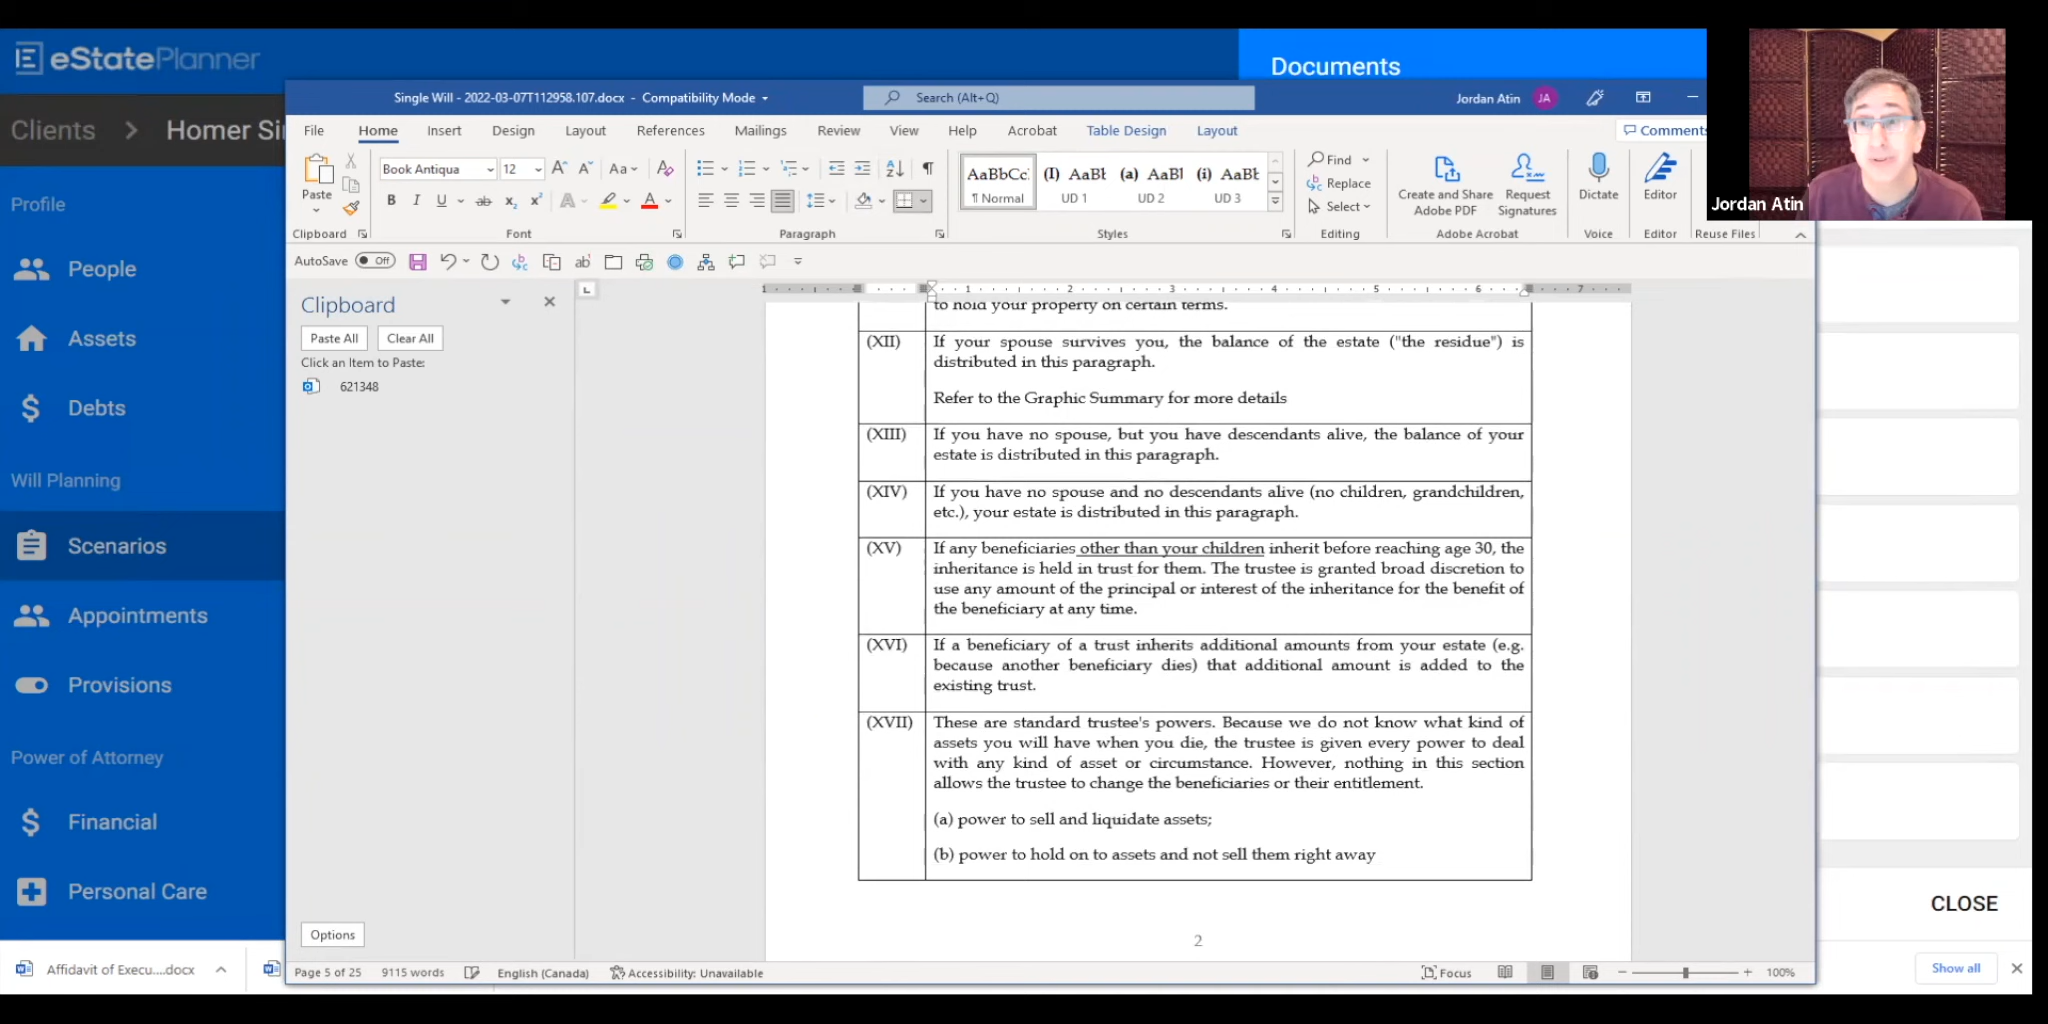 eStatePlanner
Documents
Clients > Homer Si
Profile
People
Assets
Debts
Will Planning
Scenarios
Appointments
Provisions
Power of Attorney
Financial
Personal Care
Single Will - 2022-03-07T112958.107.docx - Compatibility Mode
Search (Alt+Q)
Jordan Atin JA
File Home Insert Design Layout References Mailings Review View Help Acrobat Table Design Layout
Comments
Paste
Clipboard
Book Antiqua 12
Aa
B I U ab x₂ x² A A
Font
Paragraph
AaBbCc (I) AaBb (a) AaBl (i) AaBb
¶ Normal UD 1 UD 2 UD 3
Styles
Find
Replace
Select
Editing
Create and Share Adobe PDF
Request Signatures
Adobe Acrobat
Dictate
Voice
Editor
Editor
Reuse Files
Jordan Atin
AutoSave Off
Clipboard
Paste All Clear All
Click an Item to Paste:
621348
Options
1 1 2 3 4 5 6 7
to hold your property on certain terms.
(XII) If your spouse survives you, the balance of the estate ("the residue") is
distributed in this paragraph.
Refer to the Graphic Summary for more details
(XIII) If you have no spouse, but you have descendants alive, the balance of your
estate is distributed in this paragraph.
(XIV) If you have no spouse and no descendants alive (no children, grandchildren,
etc.), your estate is distributed in this paragraph.
(XV) If any beneficiaries other than your children inherit before reaching age 30, the
inheritance is held in trust for them. The trustee is granted broad discretion to
use any amount of the principal or interest of the inheritance for the benefit of
the beneficiary at any time.
(XVI) If a beneficiary of a trust inherits additional amounts from your estate (e.g.
because another beneficiary dies) that additional amount is added to the
existing trust.
(XVII) These are standard trustee's powers. Because we do not know what kind of
assets you will have when you die, the trustee is given every power to deal
with any kind of asset or circumstance. However, nothing in this section
allows the trustee to change the beneficiaries or their entitlement.
(a) power to sell and liquidate assets;
(b) power to hold on to assets and not sell them right away
2
CLOSE
Page 5 of 25 9115 words English (Canada) Accessibility: Unavailable
Focus
100%
Affidavit of Execu....docx
Show all